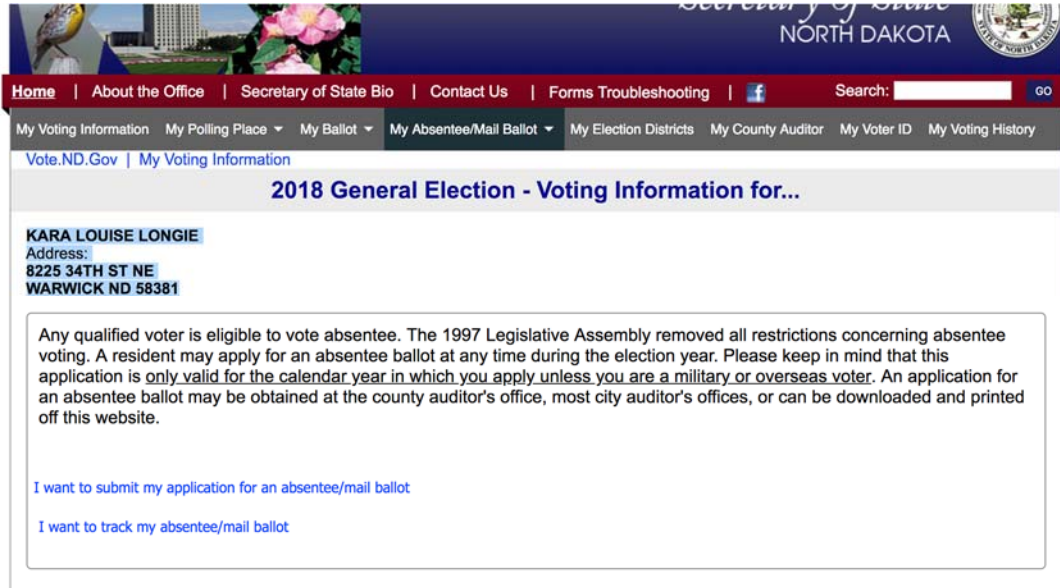 Secretary of State
NORTH DAKOTA
Home | About the Office | Secretary of State Bio | Contact Us | Forms Troubleshooting | f Search: GO
My Voting Information My Polling Place My Ballot My Absentee/Mail Ballot My Election Districts My County Auditor My Voter ID My Voting History
Vote.ND.Gov | My Voting Information
2018 General Election - Voting Information for...
KARA LOUISE LONGIE
Address:
8225 34TH ST NE
WARWICK ND 58381
Any qualified voter is eligible to vote absentee. The 1997 Legislative Assembly removed all restrictions concerning absentee
voting. A resident may apply for an absentee ballot at any time during the election year. Please keep in mind that this
application is only valid for the calendar year in which you apply unless you are a military or overseas voter. An application for
an absentee ballot may be obtained at the county auditor's office, most city auditor's offices, or can be downloaded and printed
off this website.
I want to submit my application for an absentee/mail ballot
I want to track my absentee/mail ballot